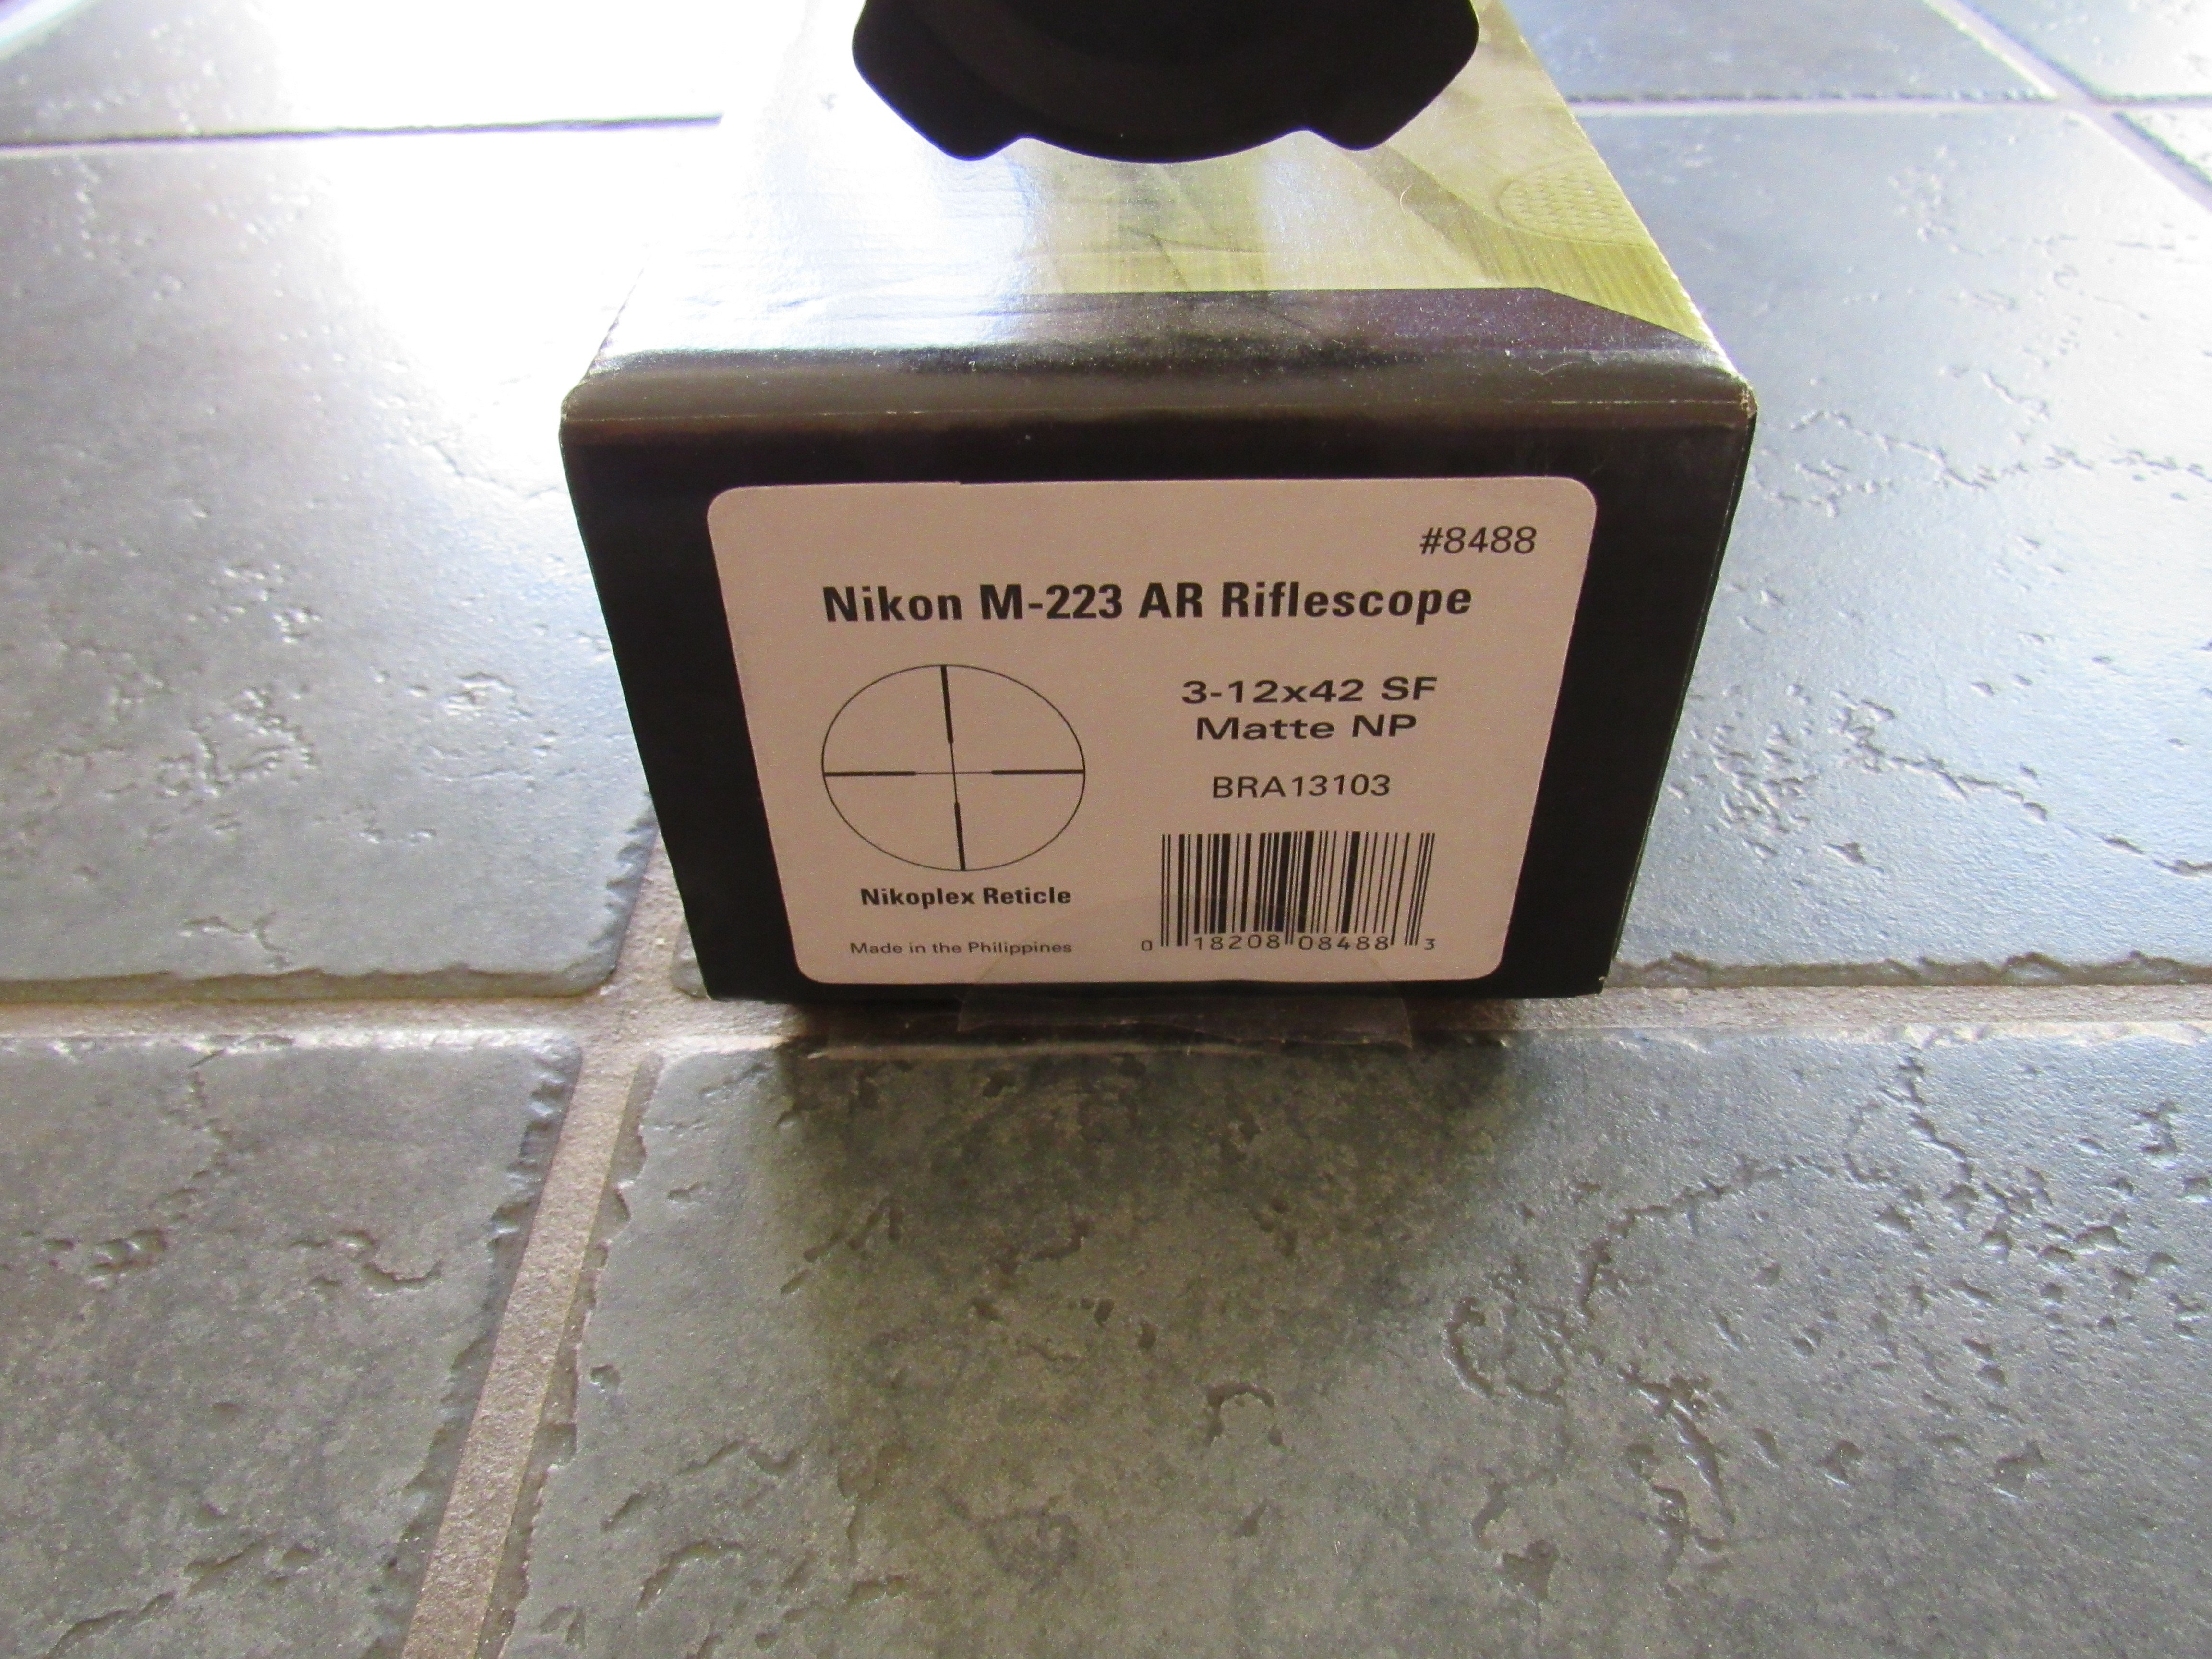 #8488
Nikon M-223 AR Riflescope
3-12x42 SF
Matte NP
BRA13103
Nikoplex Reticle
Made in the Philippines
0 18208 08488 3